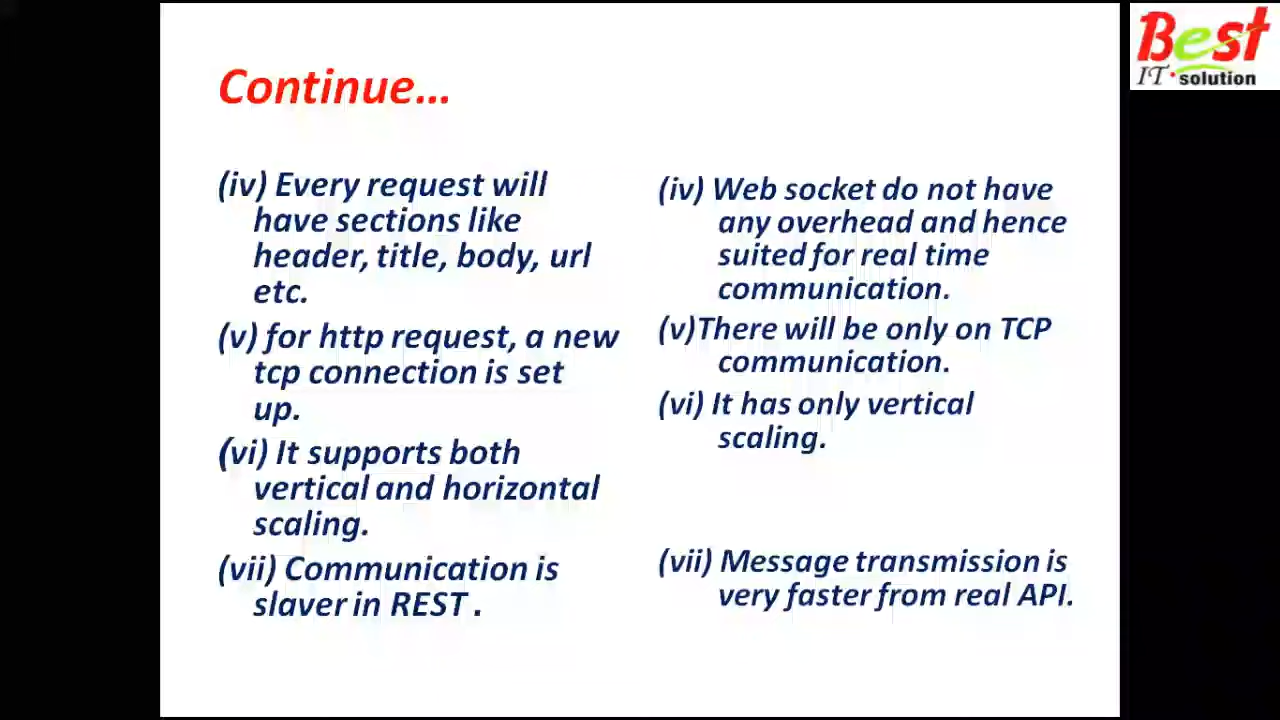 Best
IT·solution
Continue...
(iv) Every request will
have sections like
header, title, body, url
etc.
(v) for http request, a new
tcp connection is set
up.
(vi) It supports both
vertical and horizontal
scaling.
(vii) Communication is
slaver in REST .
(iv) Web socket do not have
any overhead and hence
suited for real time
communication.
(v)There will be only on TCP
communication.
(vi) It has only vertical
scaling.
(vii) Message transmission is
very faster from real API.